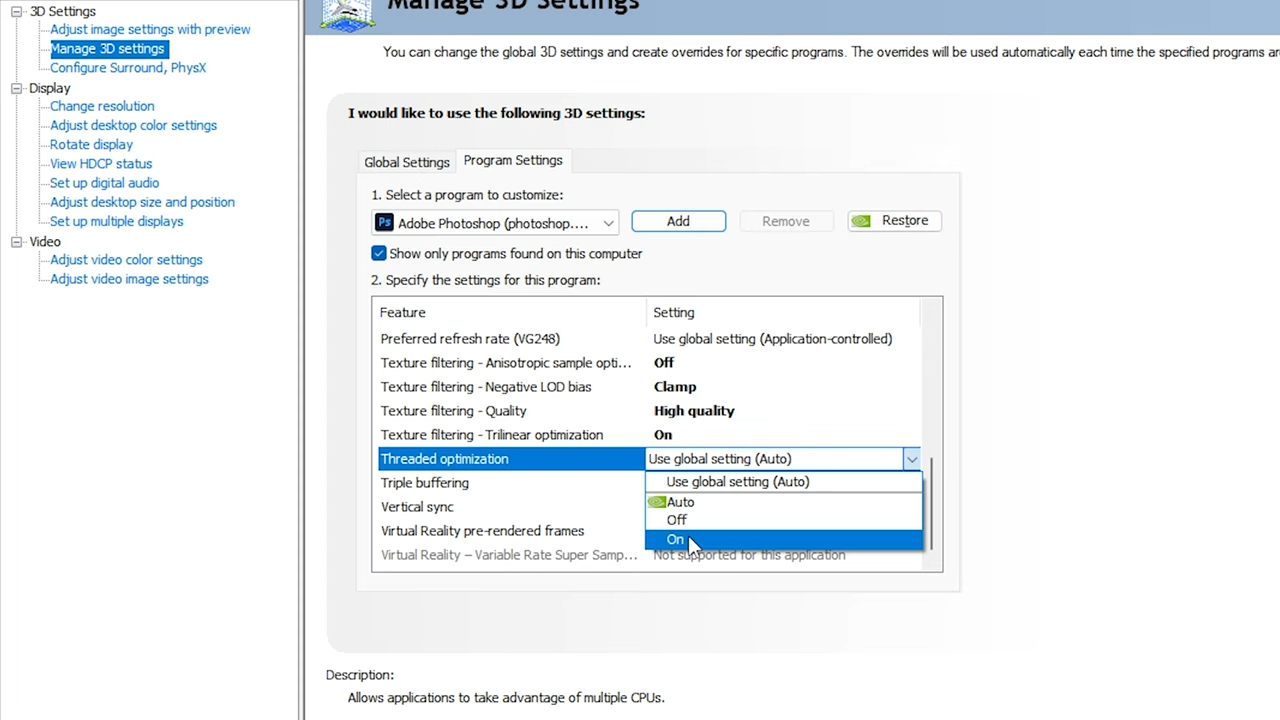 3D Settings
Adjust image settings with preview
Manage 3D settings
Configure Surround, PhysX
Display
Change resolution
Adjust desktop color settings
Rotate display
View HDCP status
Set up digital audio
Adjust desktop size and position
Set up multiple displays
Video
Adjust video color settings
Adjust video image settings
Manage 3D Settings
You can change the global 3D settings and create overrides for specific programs. The overrides will be used automatically each time the specified programs
I would like to use the following 3D settings:
Global Settings Program Settings
1. Select a program to customize:
Ps Adobe Photoshop (photoshop.... Add Remove Restore
Show only programs found on this computer
2. Specify the settings for this program:
Feature Setting
Preferred refresh rate (VG248) Use global setting (Application-controlled)
Texture filtering - Anisotropic sample opti... Off
Texture filtering - Negative LOD bias Clamp
Texture filtering - Quality High quality
Texture filtering - Trilinear optimization On
Threaded optimization Use global setting (Auto)
Triple buffering Use global setting (Auto)
Auto
Vertical sync Off
Virtual Reality pre-rendered frames On
Virtual Reality – Variable Rate Super Samp... Not supported for this application
Description:
Allows applications to take advantage of multiple CPUs.